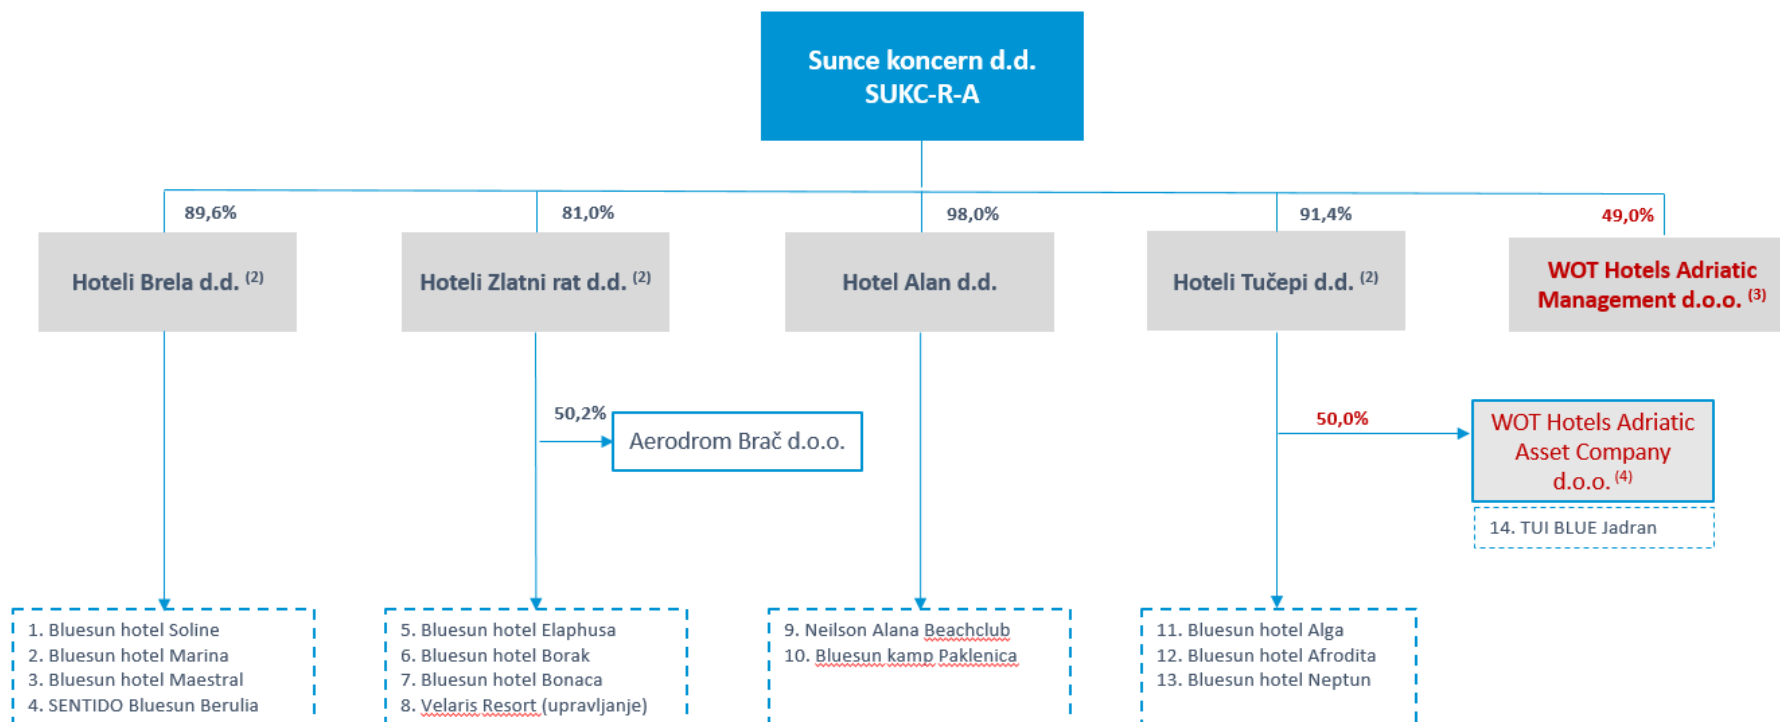 Sunce koncern d.d.
SUKC-R-A
89,6%
81,0%
98,0%
91,4%
49,0%
Hoteli Brela d.d. (2)
Hoteli Zlatni rat d.d. (2)
Hotel Alan d.d.
Hoteli Tučepi d.d. (2)
WOT Hotels Adriatic
Management d.o.o. (3)
50,2%
Aerodrom Brač d.o.o.
50,0%
WOT Hotels Adriatic
Asset Company
d.o.o. (4)
14. TUI BLUE Jadran
1. Bluesun hotel Soline
2. Bluesun hotel Marina
3. Bluesun hotel Maestral
4. SENTIDO Bluesun Berulia
5. Bluesun hotel Elaphusa
6. Bluesun hotel Borak
7. Bluesun hotel Bonaca
8. Velaris Resort (upravljanje)
9. Neilson Alana Beachclub
10. Bluesun kamp Paklenica
11. Bluesun hotel Alga
12. Bluesun hotel Afrodita
13. Bluesun hotel Neptun